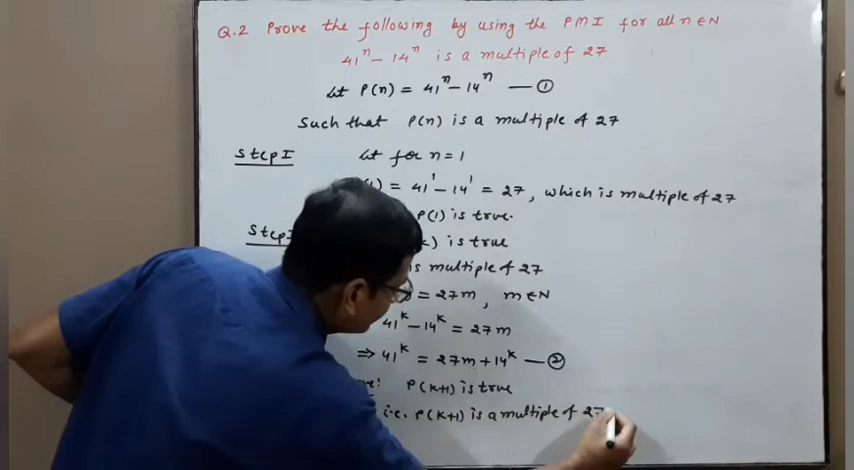 Q.2 Prove the following by using the PMI for all n ∈ N
41ⁿ - 14ⁿ is a multiple of 27
Let P(n) = 41ⁿ - 14ⁿ — ①
Such that P(n) is a multiple of 27
Step I Let for n = 1
(1) = 41¹ - 14¹ = 27, which is multiple of 27
P(1) is true.
Step ) is true
is multiple of 27
= 27m, m ∈ N
41ᵏ - 14ᵏ = 27m
⇒ 41ᵏ = 27m + 14ᵏ — ②
P(k+1) is true
i.e. P(k+1) is a multiple of 27